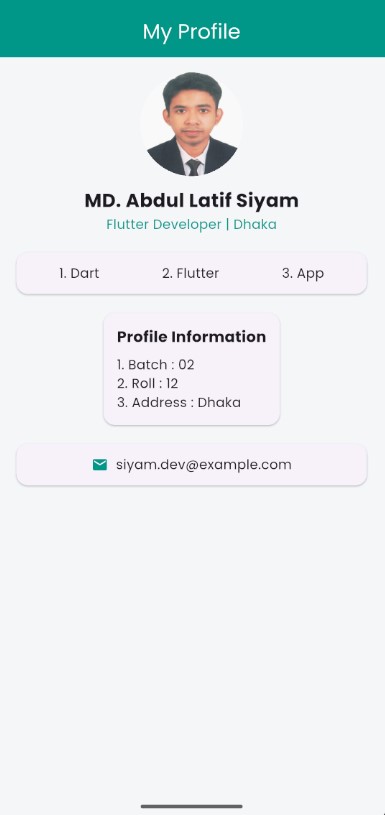 My Profile
MD. Abdul Latif Siyam
Flutter Developer | Dhaka
1. Dart 2. Flutter 3. App
Profile Information
1. Batch : 02
2. Roll : 12
3. Address : Dhaka
siyam.dev@example.com